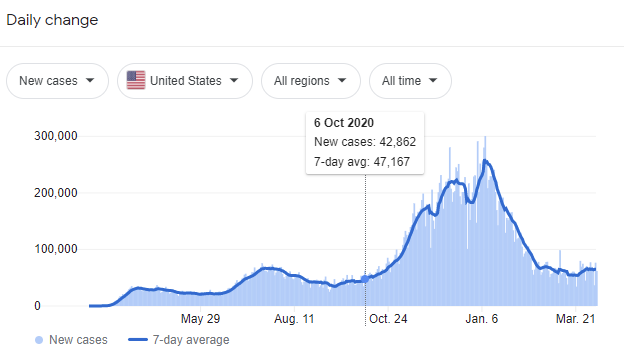 Daily change
New cases United States All regions All time
6 Oct 2020
New cases: 42,862
7-day avg: 47,167
300,000
200,000
100,000
0
May 29 Aug. 11 Oct. 24 Jan. 6 Mar. 21
New cases 7-day average